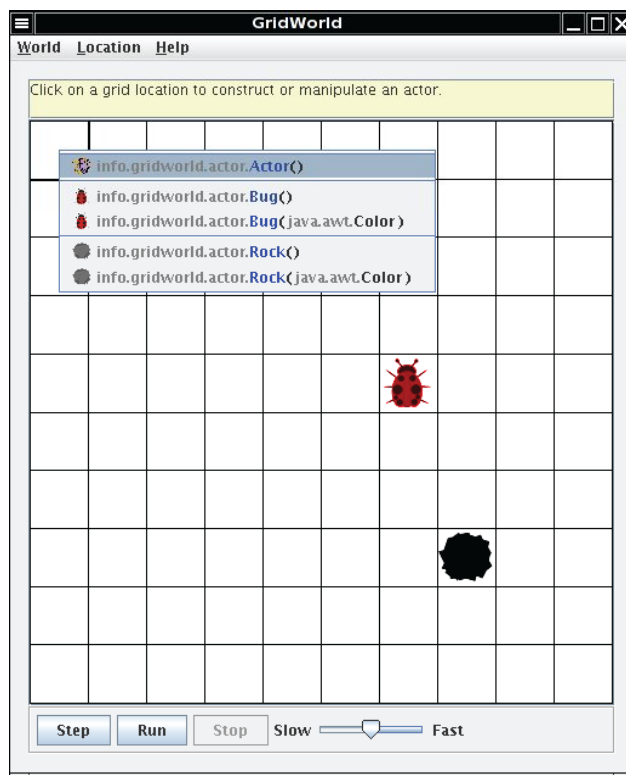 GridWorld
World Location Help
Click on a grid location to construct or manipulate an actor.
info.gridworld.actor.Actor()
info.gridworld.actor.Bug()
info.gridworld.actor.Bug(java.awt.Color)
info.gridworld.actor.Rock()
info.gridworld.actor.Rock(java.awt.Color)
Step Run Stop Slow Fast